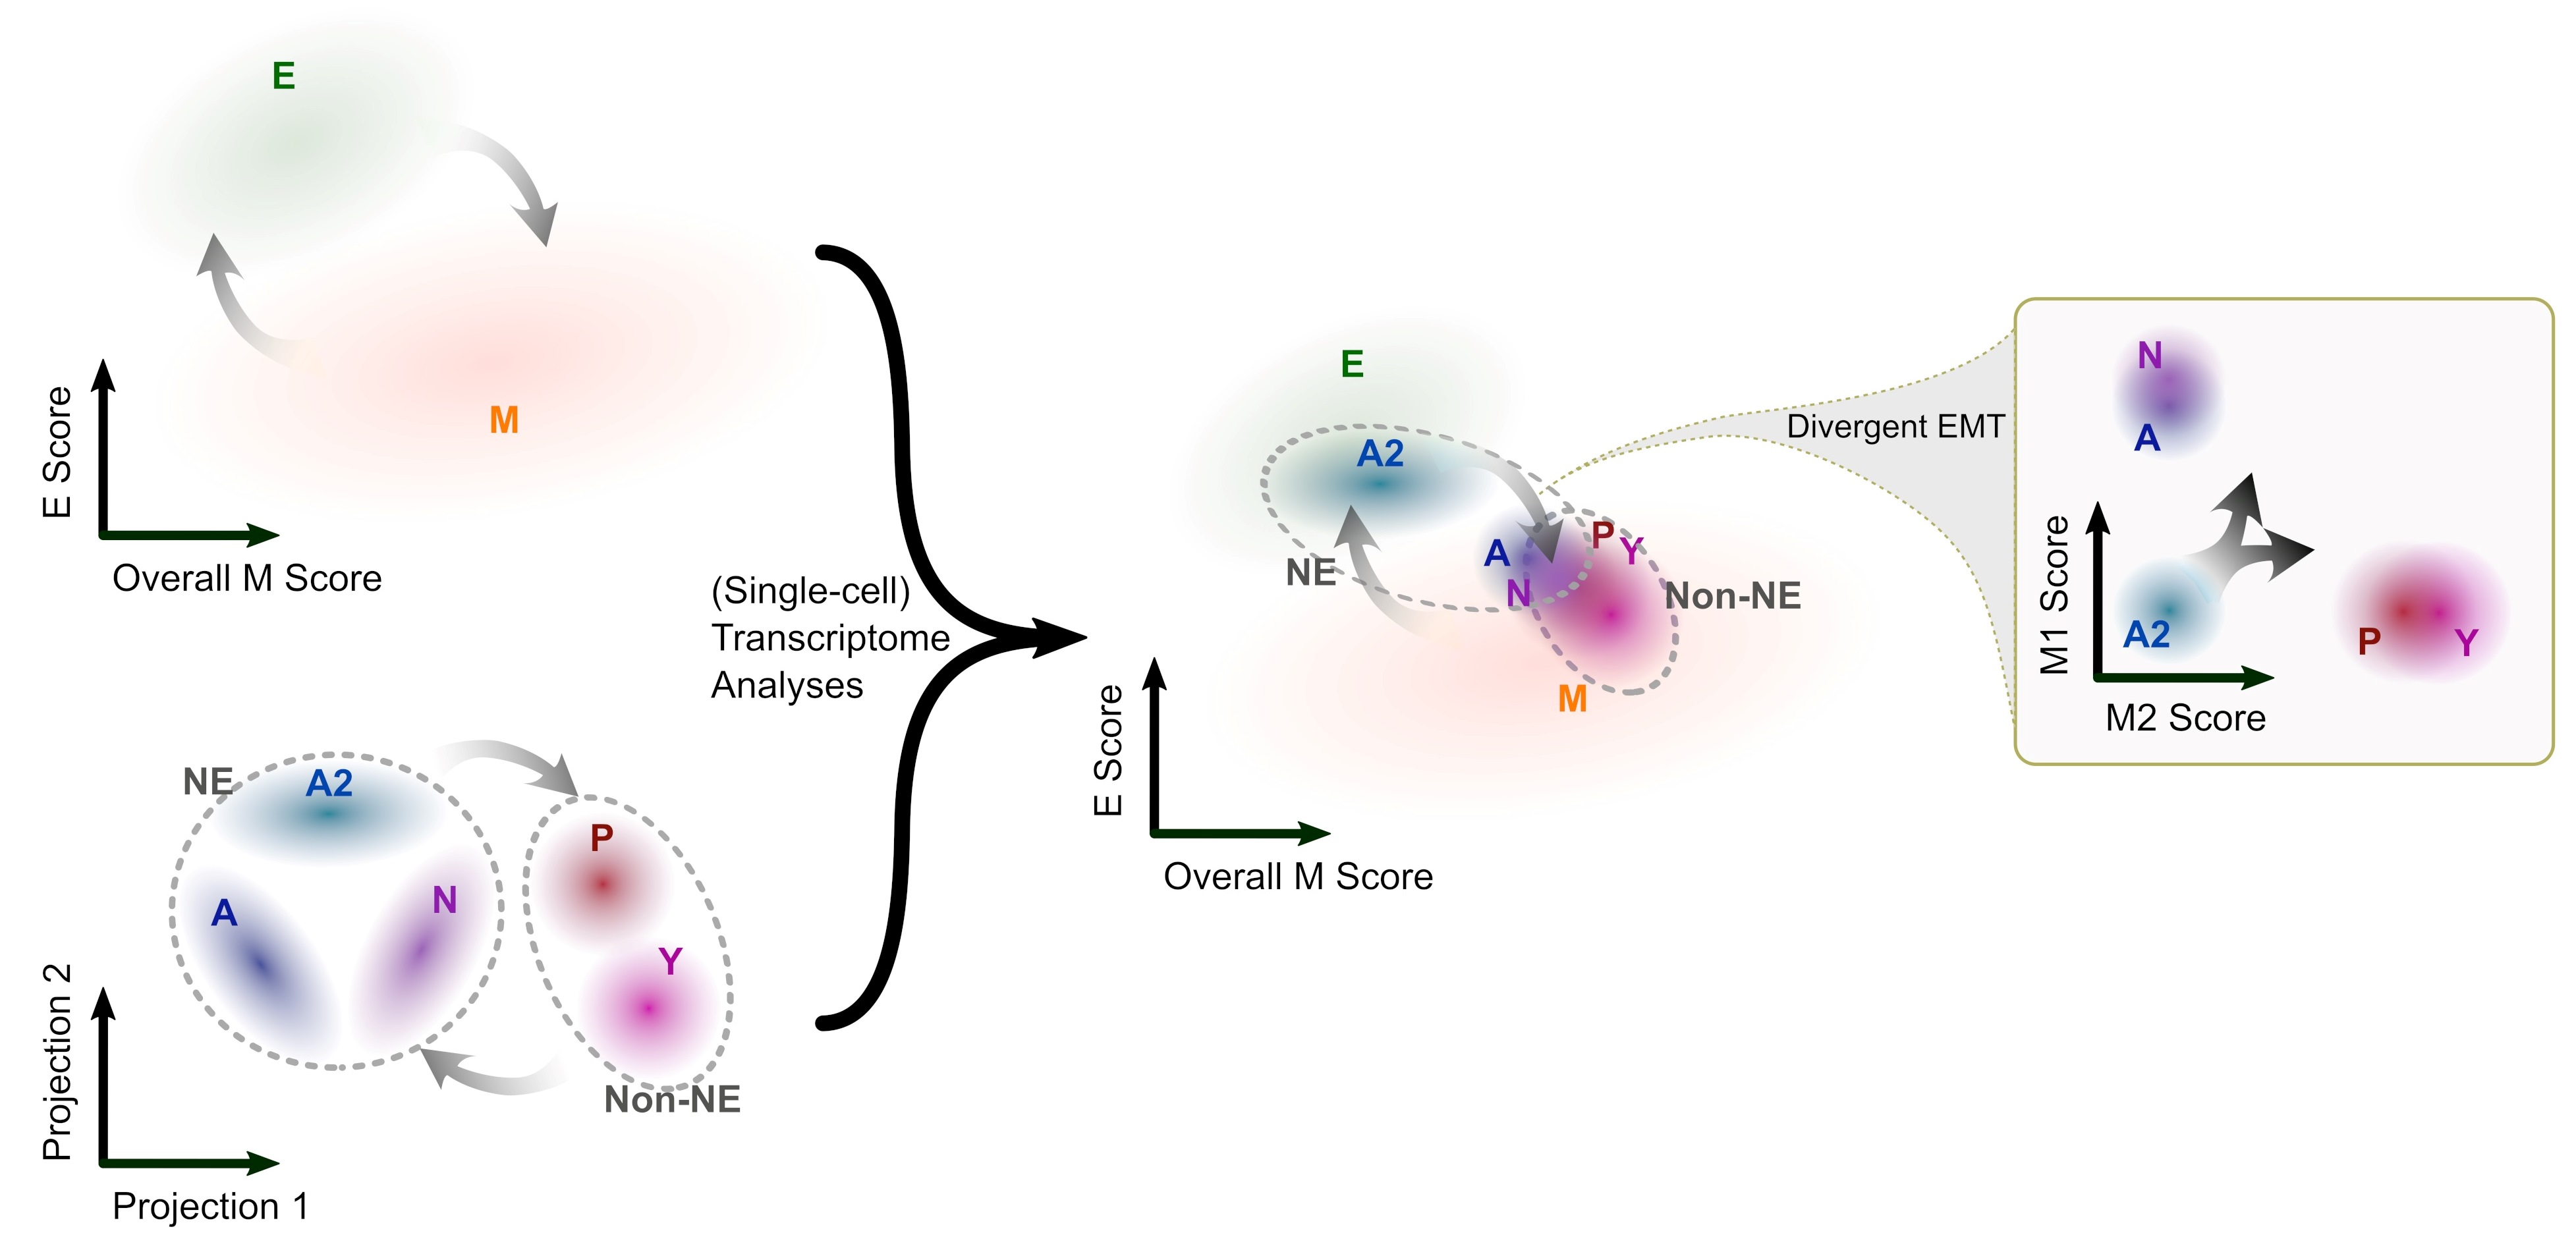 E
M
E Score
Overall M Score
NE
A2
A
N
P
Y
Non-NE
Projection 2
Projection 1
(Single-cell)
Transcriptome
Analyses
E
A2
NE
A
N
P
Y
Non-NE
M
E Score
Overall M Score
Divergent EMT
N
A
A2
P
Y
M1 Score
M2 Score